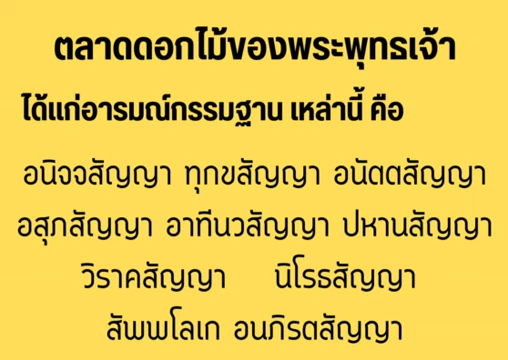 ตลาดดอกไม้ของพระพุทธเจ้า
ได้แก่อารมณ์กรรมฐาน เหล่านี้ คือ
อนิจจสัญญา ทุกขสัญญา อนัตตสัญญา
อสุภสัญญา อาทีนวสัญญา ปหานสัญญา
วิราคสัญญา นิโรธสัญญา
สัพพโลเก อนภิรตสัญญา